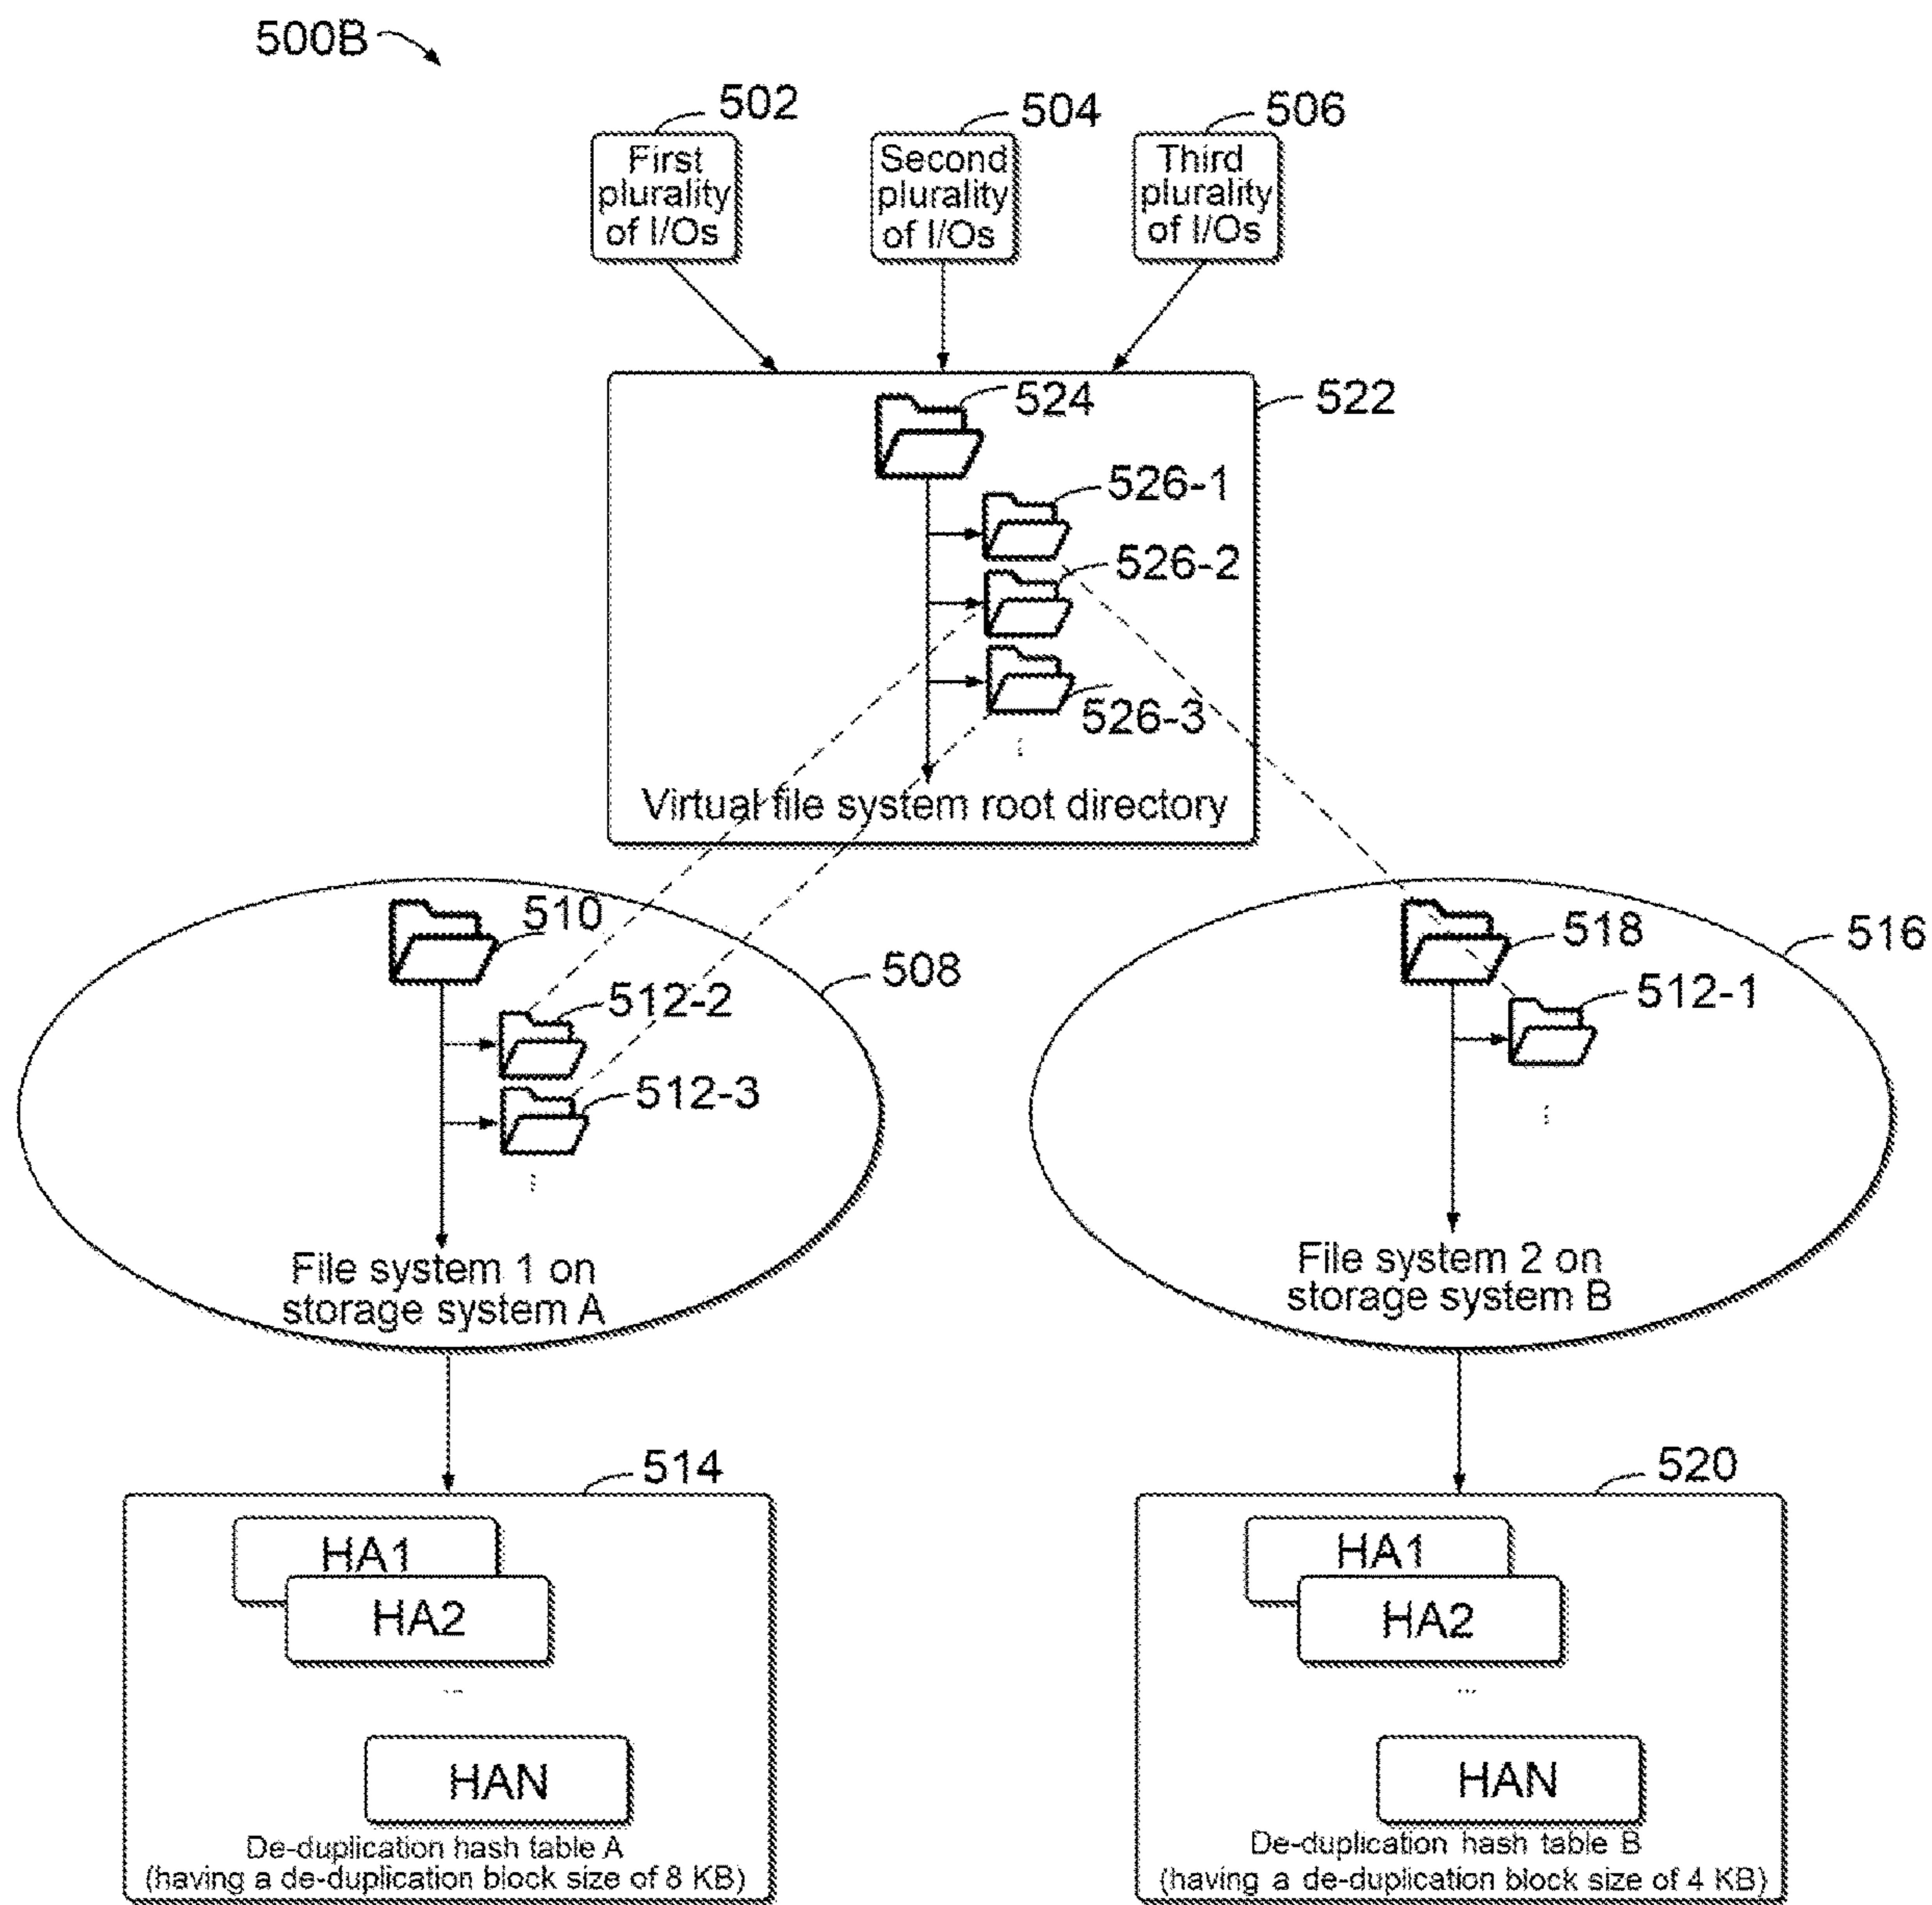 500B
502
504
506
First
plurality
of I/Os
Second
plurality
of I/Os
Third
plurality
of I/Os
524
522
526-1
526-2
526-3
Virtual file system root directory
510
508
512-2
512-3
File system 1 on
storage system A
518
516
512-1
File system 2 on
storage system B
514
HA1
HA2
...
HAN
De-duplication hash table A
(having a de-duplication block size of 8 KB)
520
HA1
HA2
...
HAN
De-duplication hash table B
(having a de-duplication block size of 4 KB)